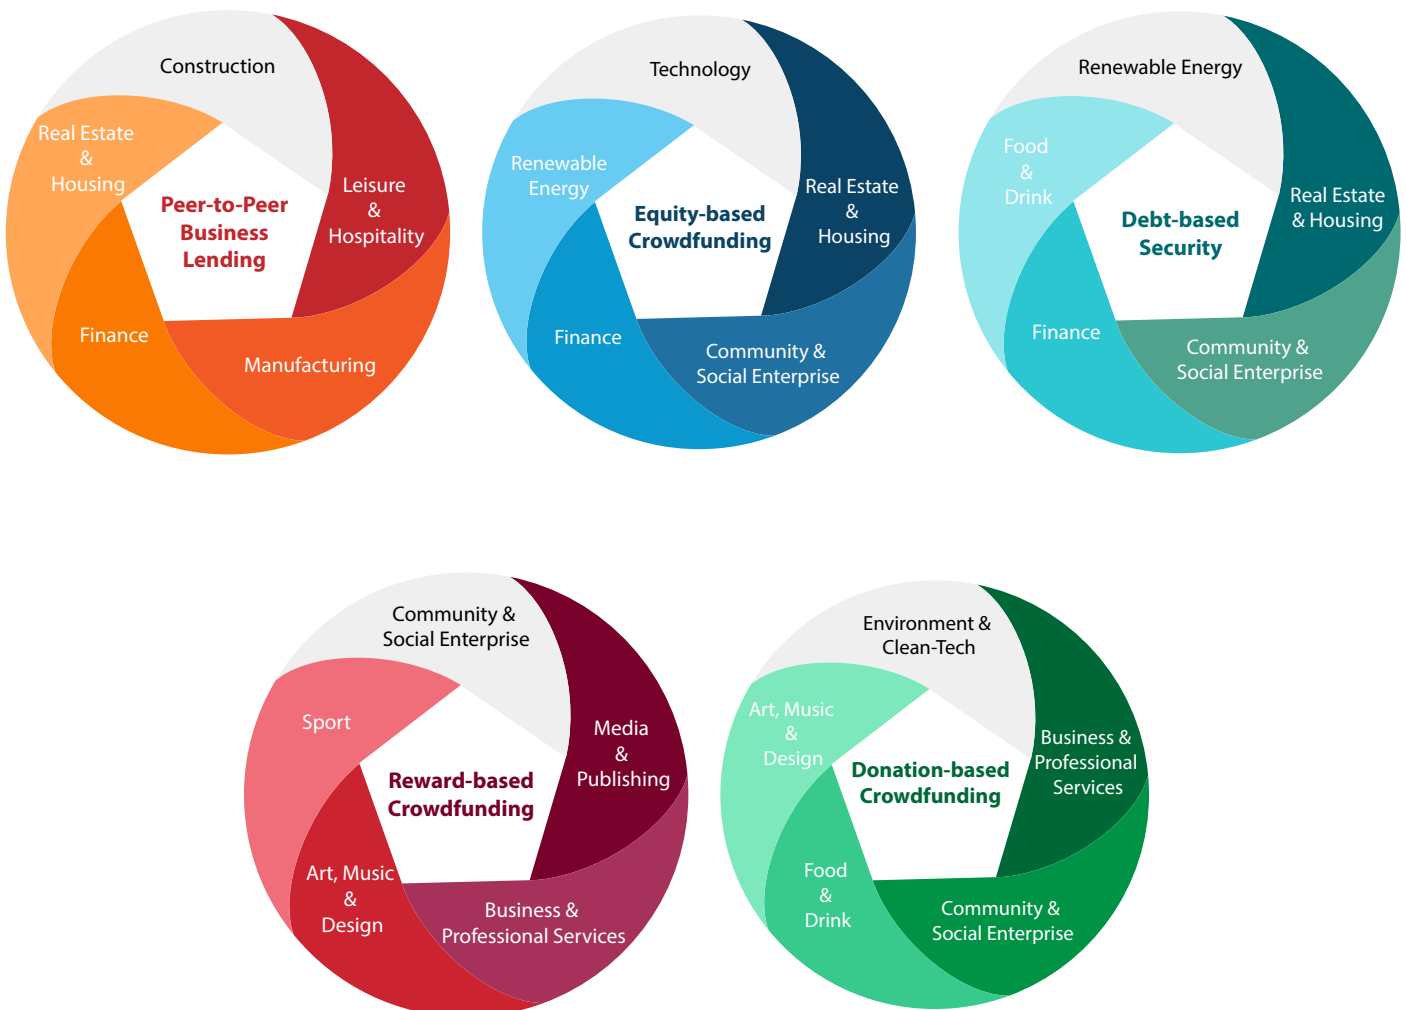 Construction
Real Estate
&
Housing
Leisure
&
Hospitality
Peer-to-Peer
Business
Lending
Finance
Manufacturing
Technology
Renewable
Energy
Real Estate
&
Housing
Equity-based
Crowdfunding
Finance
Community &
Social Enterprise
Renewable Energy
Food
&
Drink
Real Estate
& Housing
Debt-based
Security
Finance
Community &
Social Enterprise
Community &
Social Enterprise
Sport
Media
&
Publishing
Reward-based
Crowdfunding
Art, Music
&
Design
Business &
Professional Services
Environment &
Clean-Tech
Art, Music
&
Design
Business &
Professional
Services
Donation-based
Crowdfunding
Food
&
Drink
Community &
Social Enterprise